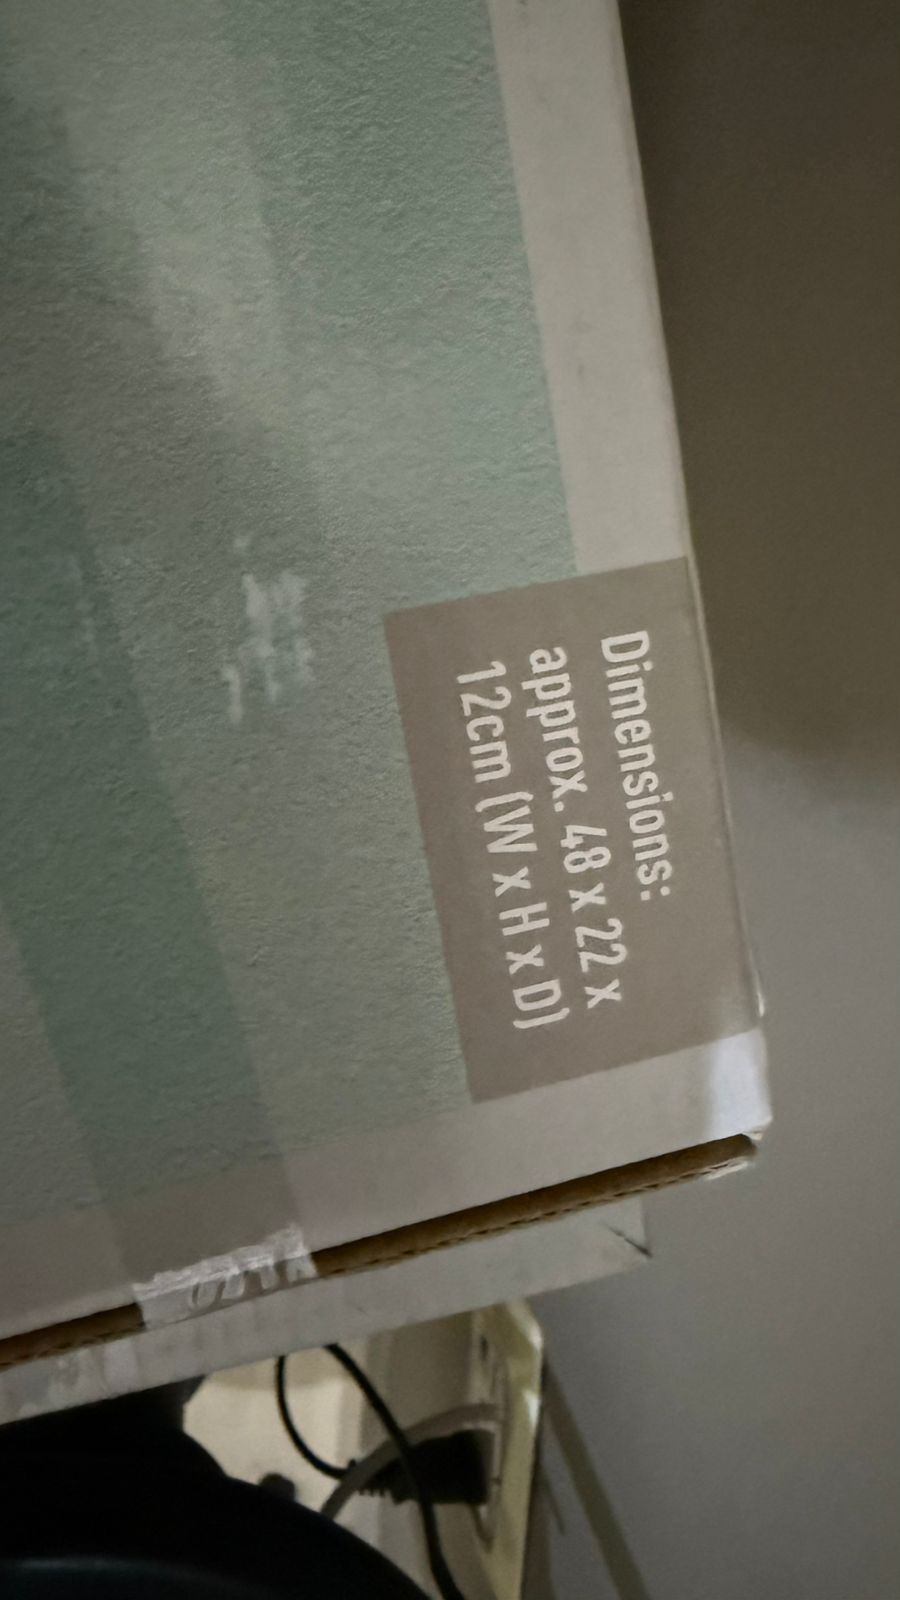 Dimensions:
approx. 48 x 22 x
12cm (W x H x D)